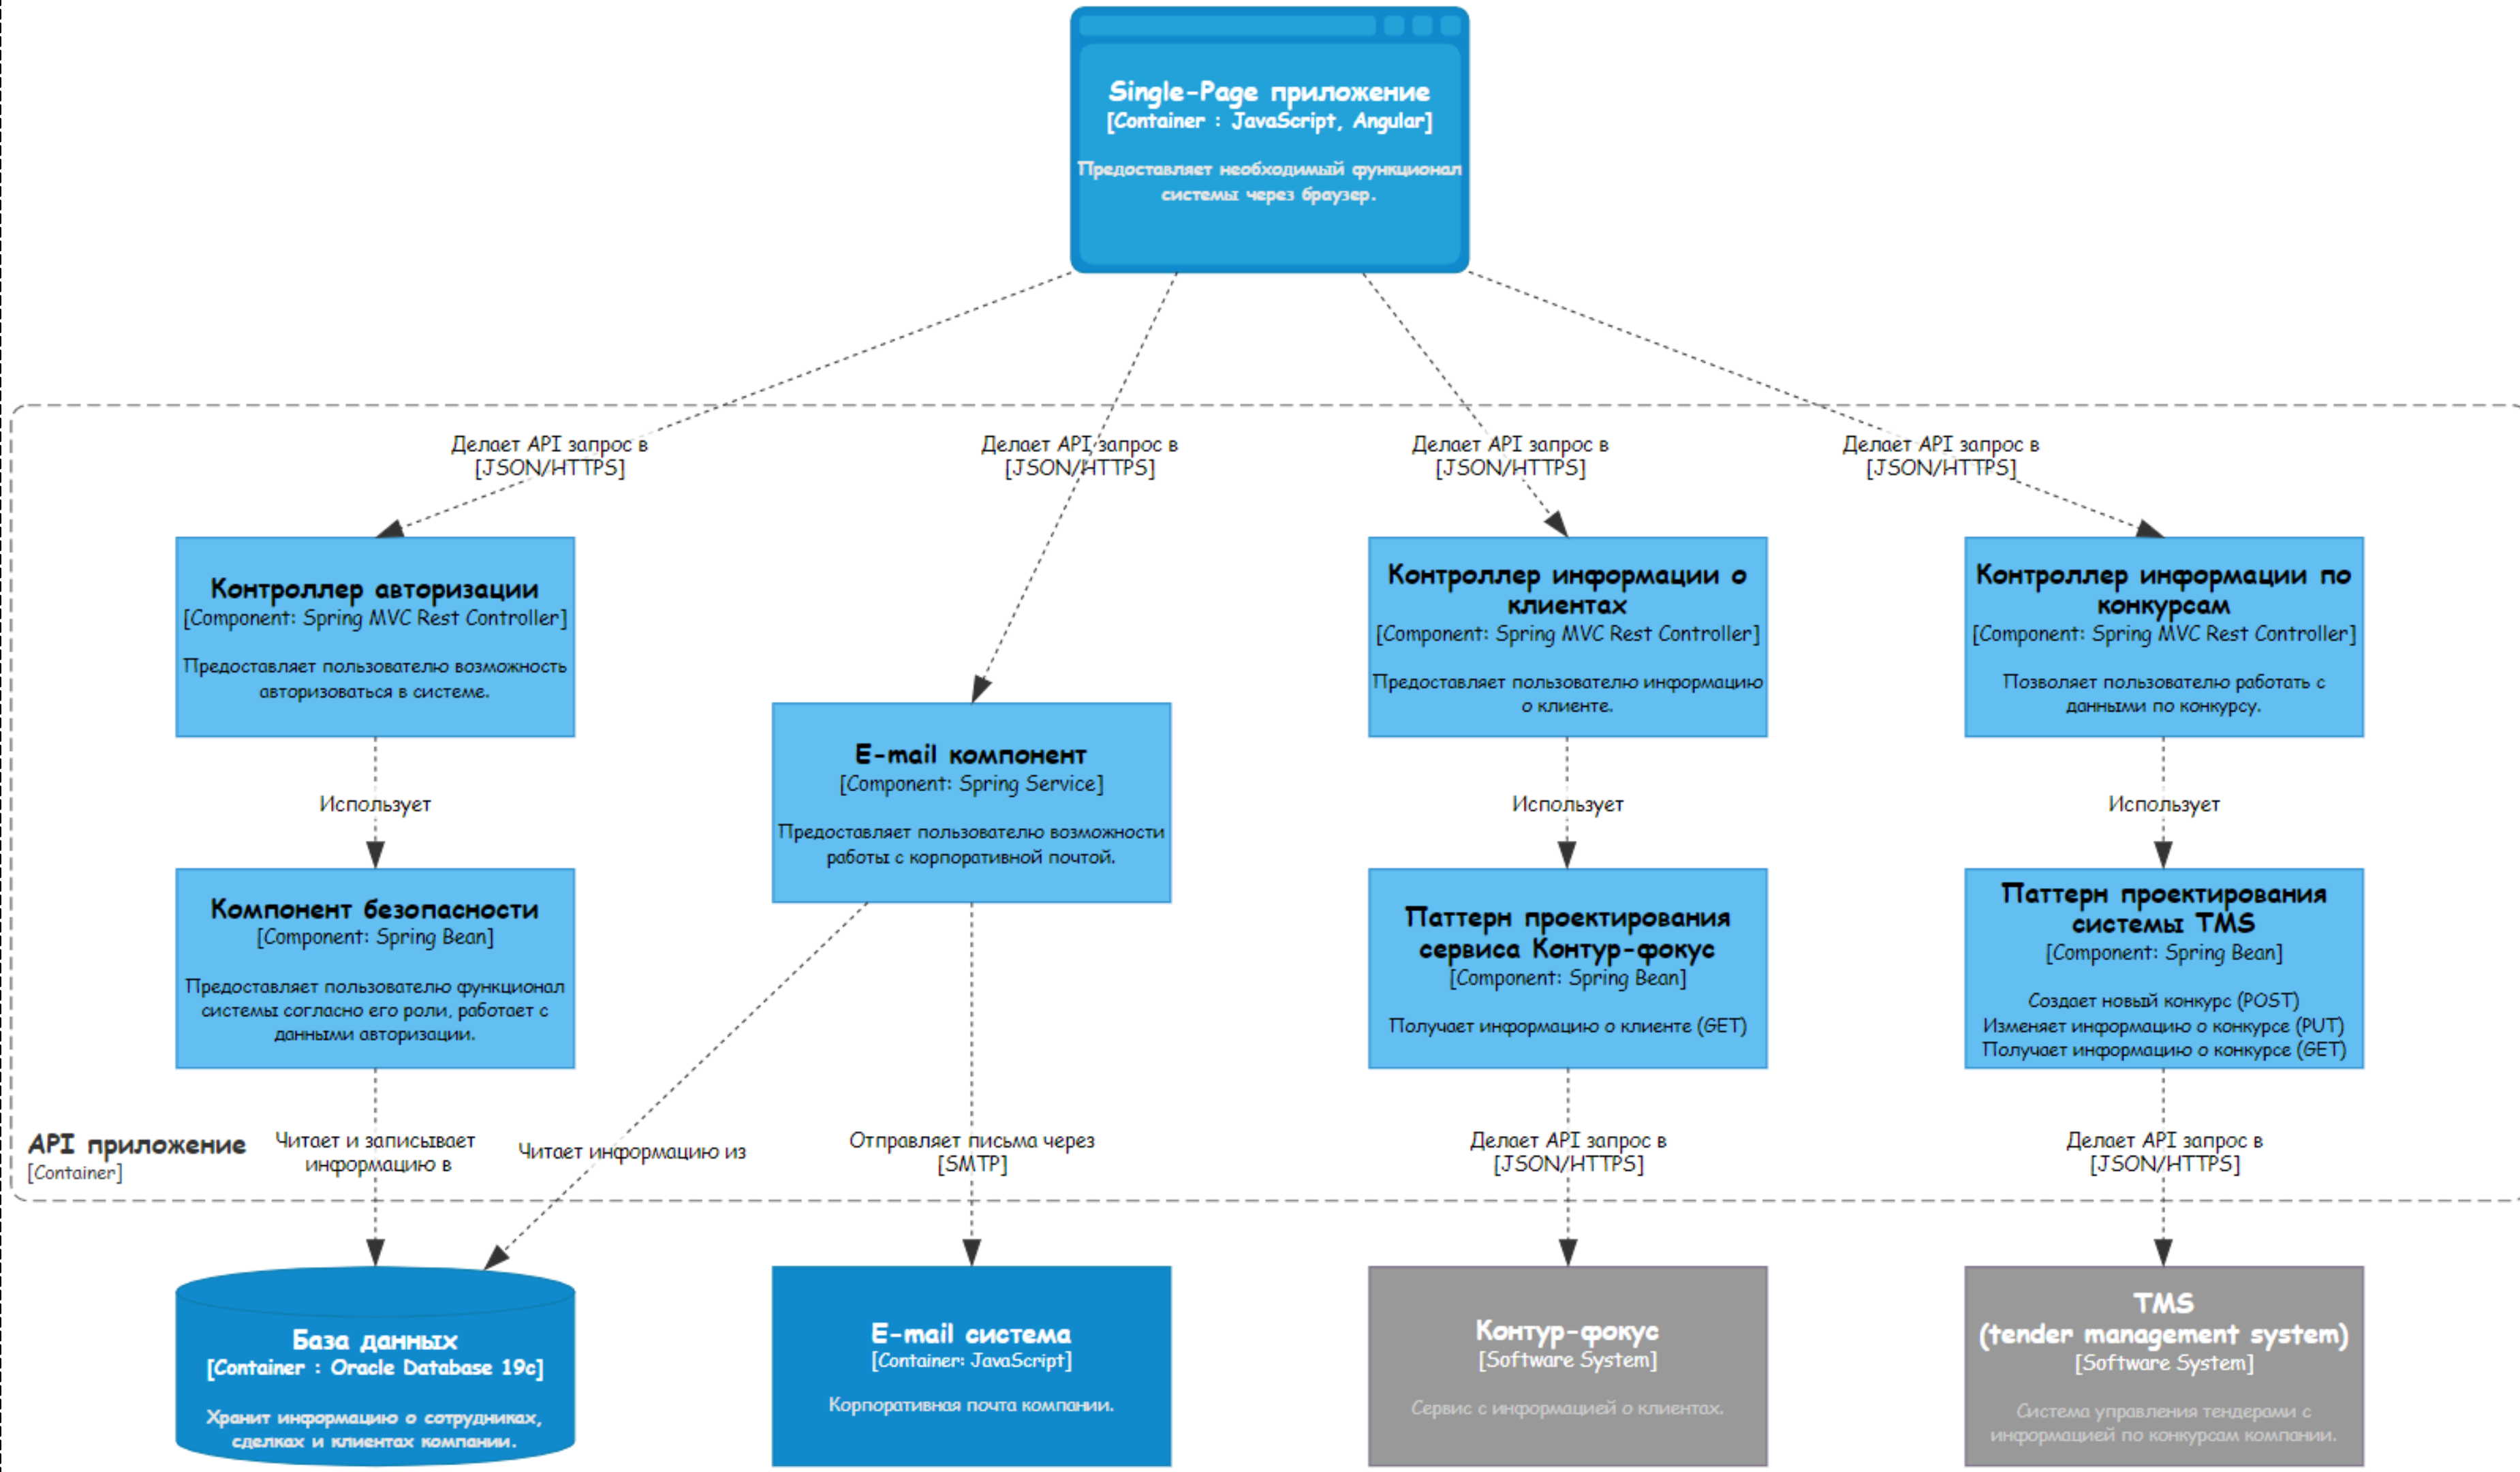 Single-Page приложение
[Container : JavaScript, Angular]
Предоставляет необходимый функционал
системы через браузер.
Делает API запрос в
[JSON/HTTPS]
Делает API запрос в
[JSON/HTTPS]
Делает API запрос в
[JSON/HTTPS]
Делает API запрос в
[JSON/HTTPS]
Контроллер авторизации
[Component: Spring MVC Rest Controller]
Предоставляет пользователю возможность
авторизоваться в системе.
E-mail компонент
[Component: Spring Service]
Предоставляет пользователю возможности
работы с корпоративной почтой.
Контроллер информации о
клиентах
[Component: Spring MVC Rest Controller]
Предоставляет пользователю информацию
о клиенте.
Контроллер информации по
конкурсам
[Component: Spring MVC Rest Controller]
Позволяет пользователю работать с
данными по конкурсу.
Использует
Использует
Использует
Компонент безопасности
[Component: Spring Bean]
Предоставляет пользователю функционал
системы согласно его роли, работает с
данными авторизации.
Паттерн проектирования
сервиса Контур-фокус
[Component: Spring Bean]
Получает информацию о клиенте (GET)
Паттерн проектирования
системы TMS
[Component: Spring Bean]
Создает новый конкурс (POST)
Изменяет информацию о конкурсе (PUT)
Получает информацию о конкурсе (GET)
API приложение
[Container]
Читает и записывает
информацию в
Читает информацию из
Отправляет письма через
[SMTP]
Делает API запрос в
[JSON/HTTPS]
Делает API запрос в
[JSON/HTTPS]
База данных
[Container : Oracle Database 19c]
Хранит информацию о сотрудниках,
сделках и клиентах компании.
E-mail система
[Container: JavaScript]
Корпоративная почта компании.
Контур-фокус
[Software System]
Сервис с информацией о клиентах.
TMS
(tender management system)
[Software System]
Система управления тендерами с
информацией по конкурсам компании.